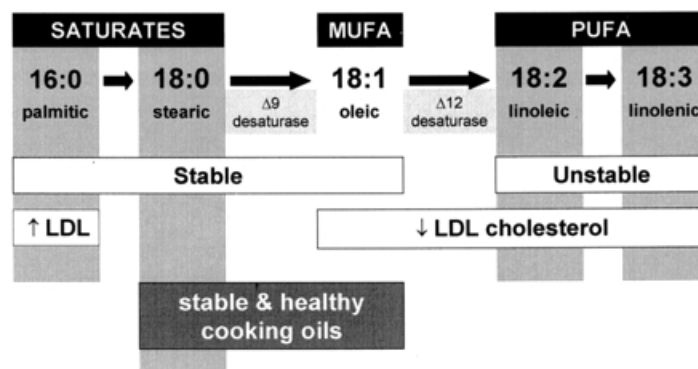 SATURATES
MUFA
PUFA
16:0
18:0
18:1
18:2
18:3
palmitic
stearic
Δ9
desaturase
oleic
Δ12
desaturase
linoleic
linolenic
Stable
Unstable
↑ LDL
↓ LDL cholesterol
stable & healthy
cooking oils